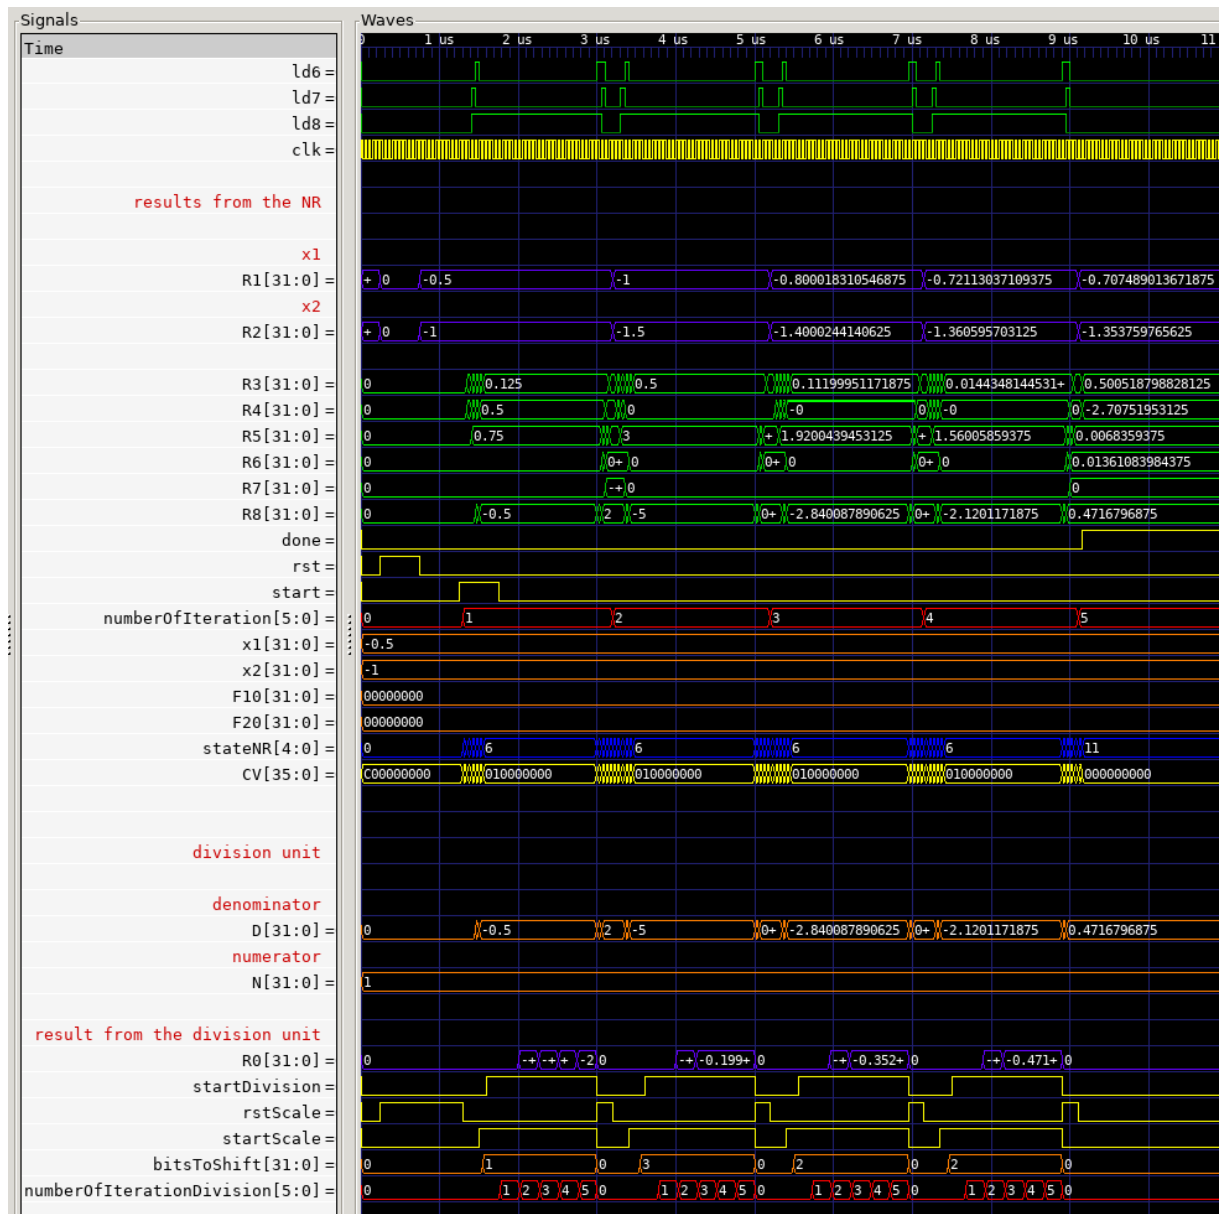 Signals Waves
Time 0 1 us 2 us 3 us 4 us 5 us 6 us 7 us 8 us 9 us 10 us 11
ld6 =
ld7 =
ld8 =
clk =
results from the NR
x1
R1[31:0] = + 0 -0.5 -1 -0.800018310546875 -0.72113037109375 -0.707489013671875
x2
R2[31:0] = + 0 -1 -1.5 -1.4000244140625 -1.360595703125 -1.353759765625
R3[31:0] = 0 0.125 0.5 0.11199951171875 0.0144348144531+ 0.500518798828125
R4[31:0] = 0 0.5 0 -0 0 -0 0 -2.70751953125
R5[31:0] = 0 0.75 3 + 1.9200439453125 + 1.56005859375 0.0068359375
R6[31:0] = 0 0+ 0 0+ 0 0+ 0 0.01361083984375
R7[31:0] = 0 -+ 0 0
R8[31:0] = 0 -0.5 2 -5 0+ -2.840087890625 0+ -2.1201171875 0.4716796875
done =
rst =
start =
numberOfIteration[5:0] = 0 1 2 3 4 5
x1[31:0] = -0.5
x2[31:0] = -1
F10[31:0] = 00000000
F20[31:0] = 00000000
stateNR[4:0] = 0 6 6 6 6 11
CV[35:0] = C00000000 010000000 010000000 010000000 010000000 000000000
division unit
denominator
D[31:0] = 0 -0.5 2 -5 0+ -2.840087890625 0+ -2.1201171875 0.4716796875
numerator
N[31:0] = 1
result from the division unit
R0[31:0] = 0 -+ -+ + -2 0 -+ -0.199+ 0 -+ -0.352+ 0 -+ -0.471+ 0
startDivision =
rstScale =
startScale =
bitsToShift[31:0] = 0 1 0 3 0 2 0 2 0
numberOfIterationDivision[5:0] = 0 1 2 3 4 5 0 1 2 3 4 5 0 1 2 3 4 5 0 1 2 3 4 5 0